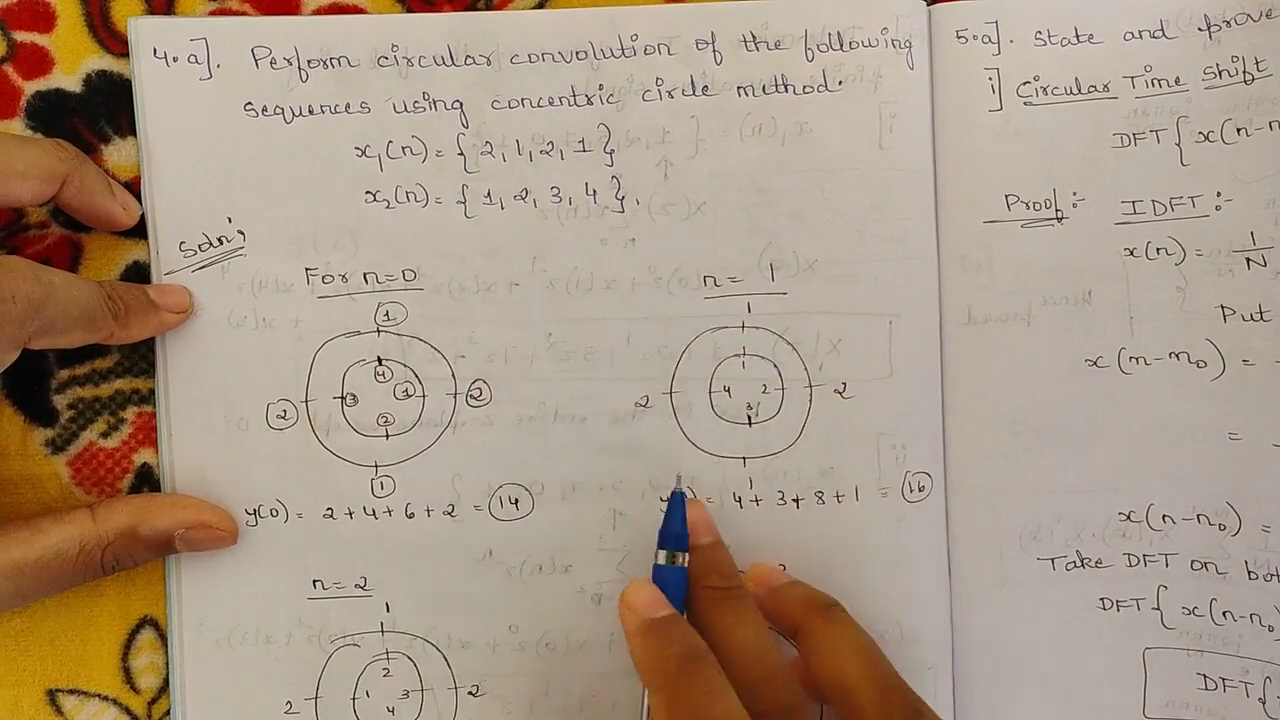 4.a]. Perform circular convolution of the following
sequences using concentric circle method.
x₁(n) = { 2, 1, 2, 1 }
x₂(n) = { 1, 2, 3, 4 }.
Soln:
For n=0
1
4
2 3 1 2
2
1
y(0) = 2+4+6+2 = 14
n = 1
1
1
2 4 2 2
3
1
= 4+3+8+1 = 16
n=2
1
2
2 1 3 2
4
5.a]. State and prove
i] Circular Time Shift
DFT { x(n-n
Proof:- IDFT :-
x(n) = 1/N
Put
x(n-n₀) =
=
x(n-n₀) =
Take DFT on bot
DFT { x(n-n₀)
DFT {